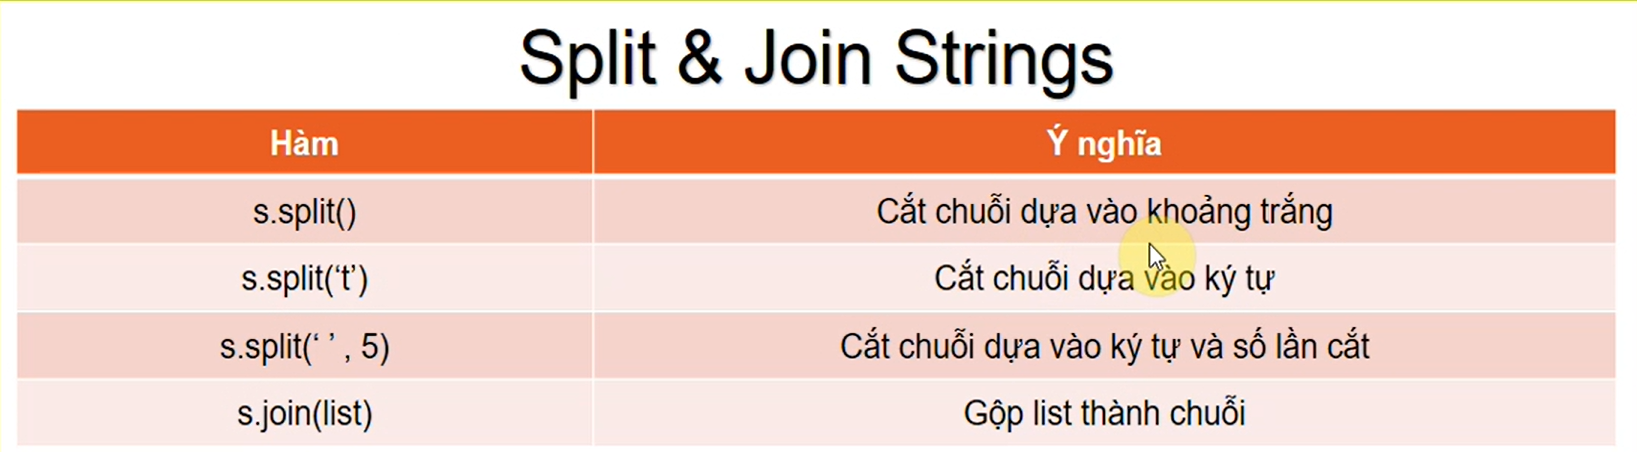 Split & Join Strings
Hàm Ý nghĩa
s.split() Cắt chuỗi dựa vào khoảng trắng
s.split(‘t’) Cắt chuỗi dựa vào ký tự
s.split(‘ ’ , 5) Cắt chuỗi dựa vào ký tự và số lần cắt
s.join(list) Gộp list thành chuỗi